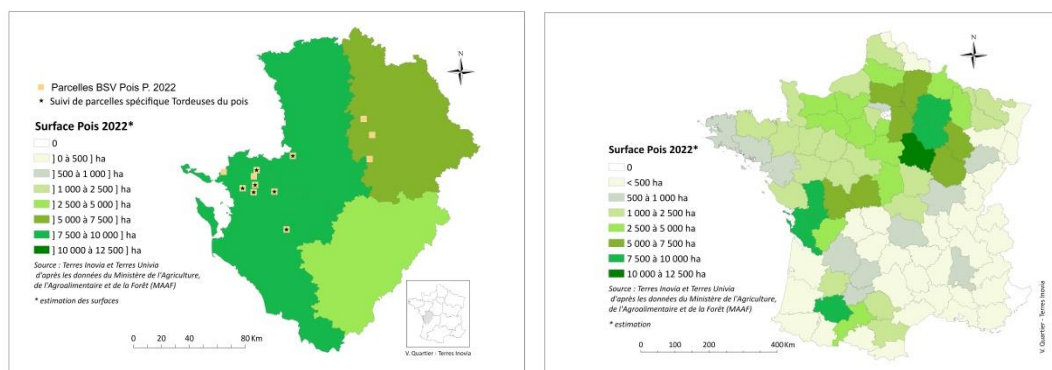 N
Parcelles BSV Pois P. 2022
Suivi de parcelles spécifique Tordeuses du pois
Surface Pois 2022*
0
] 0 à 500 ] ha
] 500 à 1 000 ] ha
] 1 000 à 2 500 ] ha
] 2 500 à 5 000 ] ha
] 5 000 à 7 500 ] ha
] 7 500 à 10 000 ] ha
] 10 000 à 12 500 ] ha
Source : Terres Inovia et Terres Univia
d'après les données du Ministère de l'Agriculture,
de l'Agroalimentaire et de la Forêt (MAAF)
* estimation des surfaces
0 40 80 Km
V. Quartier - Terres Inovia
N
Surface Pois 2022*
0
< 500 ha
500 à 1 000 ha
1 000 à 2 500 ha
2 500 à 5 000 ha
5 000 à 7 500 ha
7 500 à 10 000 ha
10 000 à 12 500 ha
Source : Terres Inovia et Terres Univia
d'après les données du Ministère de l'Agriculture,
de l'Agroalimentaire et de la Forêt (MAAF)
* estimation
0 100 200 400 Km
V. Quartier - Terres Inovia